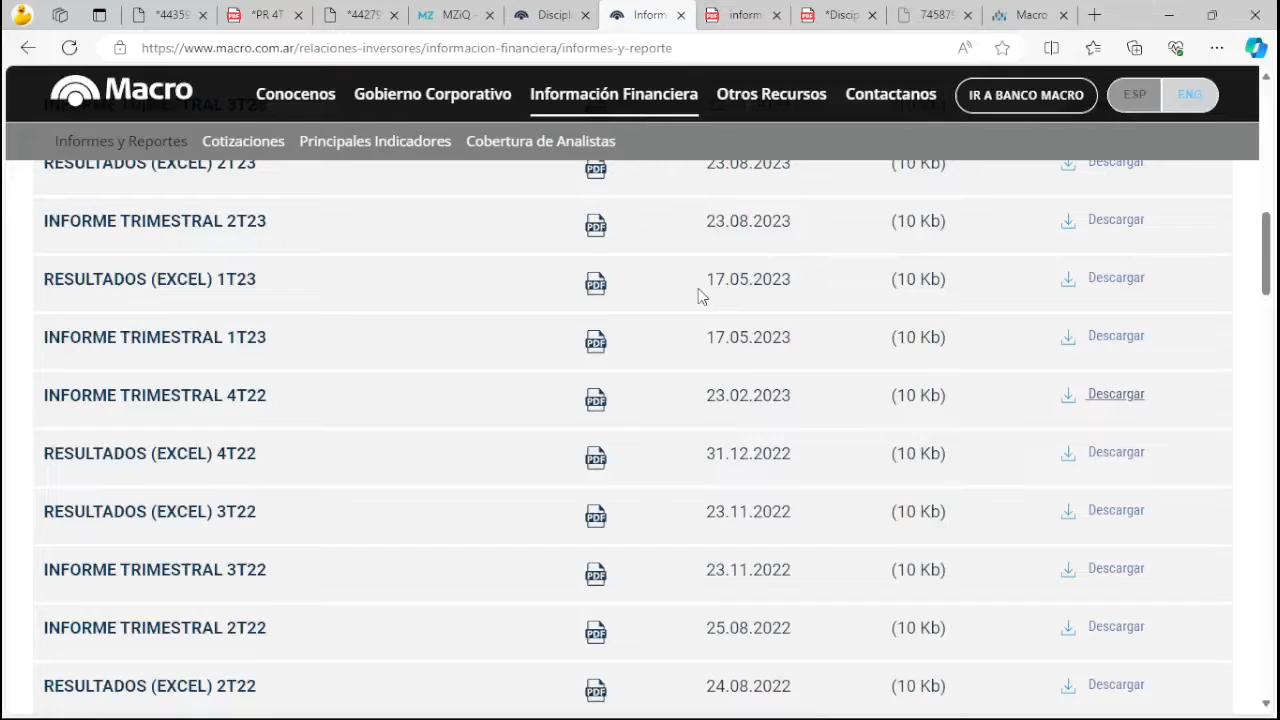 *4435
*PR 4T
*4427
MZ MZiQ -
Discipl
Inform
inform
*Discip
74587
Macro
https://www.macro.com.ar/relaciones-inversores/informacion-financiera/informes-y-reporte
Macro
Conocenos Gobierno Corporativo Información Financiera Otros Recursos Contactanos IR A BANCO MACRO ESP ENG
Informes y Reportes Cotizaciones Principales Indicadores Cobertura de Analistas
RESULTADOS (EXCEL) 2T23 PDF 23.08.2023 (10 Kb) Descargar
INFORME TRIMESTRAL 2T23 PDF 23.08.2023 (10 Kb) Descargar
RESULTADOS (EXCEL) 1T23 PDF 17.05.2023 (10 Kb) Descargar
INFORME TRIMESTRAL 1T23 PDF 17.05.2023 (10 Kb) Descargar
INFORME TRIMESTRAL 4T22 PDF 23.02.2023 (10 Kb) Descargar
RESULTADOS (EXCEL) 4T22 PDF 31.12.2022 (10 Kb) Descargar
RESULTADOS (EXCEL) 3T22 PDF 23.11.2022 (10 Kb) Descargar
INFORME TRIMESTRAL 3T22 PDF 23.11.2022 (10 Kb) Descargar
INFORME TRIMESTRAL 2T22 PDF 25.08.2022 (10 Kb) Descargar
RESULTADOS (EXCEL) 2T22 PDF 24.08.2022 (10 Kb) Descargar